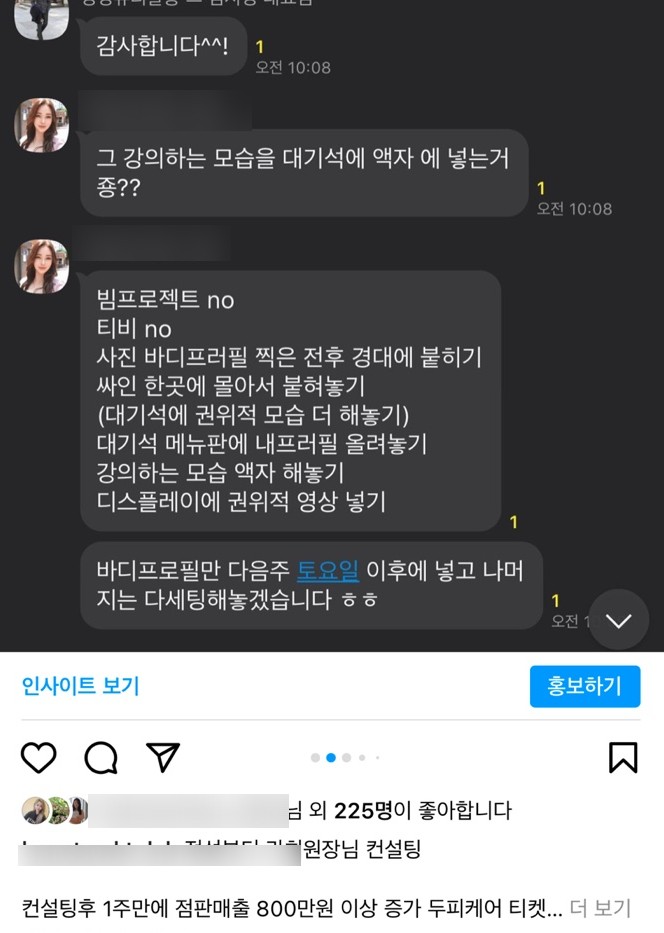 감사합니다^^!
1
오전 10:08
그 강의하는 모습을 대기석에 액자 에 넣는거
죵??
1
오전 10:08
빔프로젝트 no
티비 no
사진 바디프러필 찍은 전후 경대에 붙히기
싸인 한곳에 몰아서 붙혀놓기
(대기석에 권위적 모습 더 해놓기)
대기석 메뉴판에 내프러필 올려놓기
강의하는 모습 액자 해놓기
디스플레이에 권위적 영상 넣기
1
바디프로필만 다음주 토요일 이후에 넣고 나머
지는 다세팅해놓겠습니다 ㅎㅎ
1
오전
인사이트 보기
홍보하기
님 외 225명이 좋아합니다
원장님 컨설팅
컨설팅후 1주만에 점판매출 800만원 이상 증가 두피케어 티켓... 더 보기